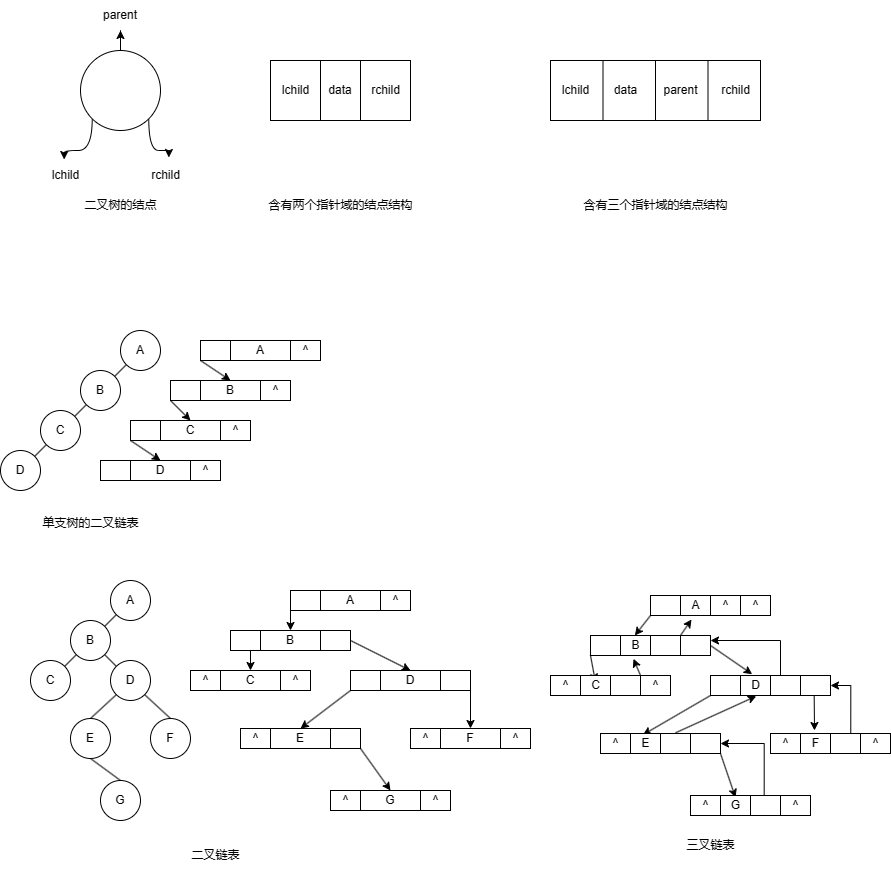 parent
lchild data rchild
lchild data parent rchild
lchild rchild
二叉树的结点 含有两个指针域的结点结构 含有三个指针域的结点结构
A
B
C
D
A ^
B ^
C ^
D ^
单支树的二叉链表
A
B
C D
E F
G
A ^
B
^ C ^
D
^ E
^ F ^
^ G ^
二叉链表
A ^ ^
B
^ C ^
D
^ E
^ F ^
^ G ^
三叉链表